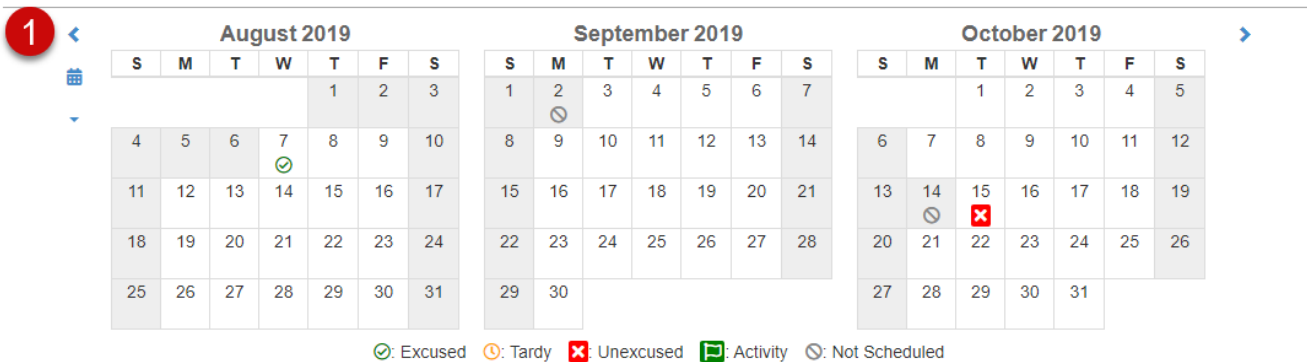 1
August 2019 September 2019 October 2019
S M T W T F S S M T W T F S S M T W T F S
1 2 3 1 2 3 4 5 6 7 1 2 3 4 5
4 5 6 7 8 9 10 8 9 10 11 12 13 14 6 7 8 9 10 11 12
11 12 13 14 15 16 17 15 16 17 18 19 20 21 13 14 15 16 17 18 19
18 19 20 21 22 23 24 22 23 24 25 26 27 28 20 21 22 23 24 25 26
25 26 27 28 29 30 31 29 30 27 28 29 30 31
: Excused : Tardy : Unexcused : Activity : Not Scheduled